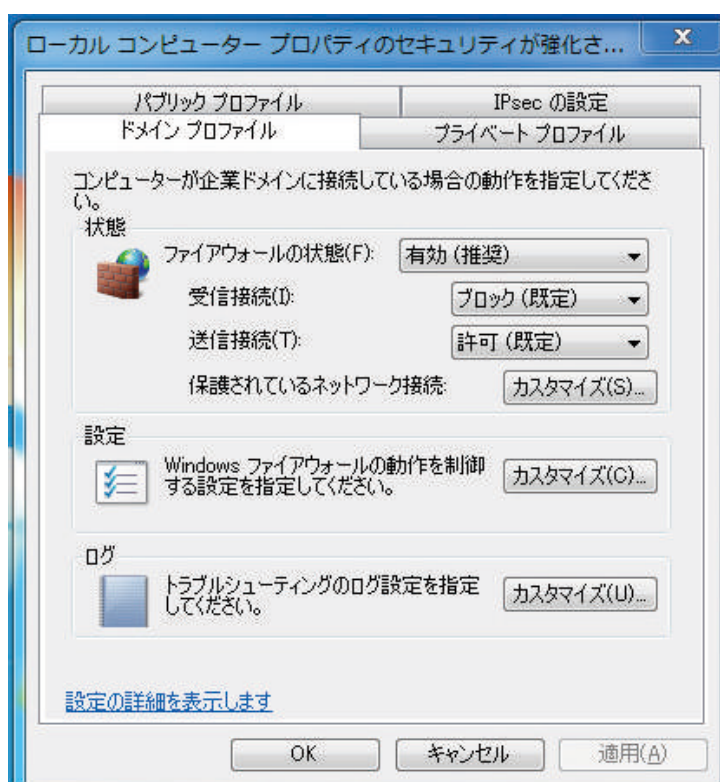 ローカル コンピューター プロパティのセキュリティが強化さ...
パブリック プロファイル
IPsec の設定
ドメイン プロファイル
プライベート プロファイル
コンピューターが企業ドメインに接続している場合の動作を指定してくださ
い。
状態
ファイアウォールの状態(F):
有効 (推奨)
受信接続(I):
ブロック (既定)
送信接続(T):
許可 (既定)
保護されているネットワーク接続:
カスタマイズ(S)...
設定
Windows ファイアウォールの動作を制御
する設定を指定してください。
カスタマイズ(C)...
ログ
トラブルシューティングのログ設定を指定
してください。
カスタマイズ(U)...
設定の詳細を表示します
OK
キャンセル
適用(A)